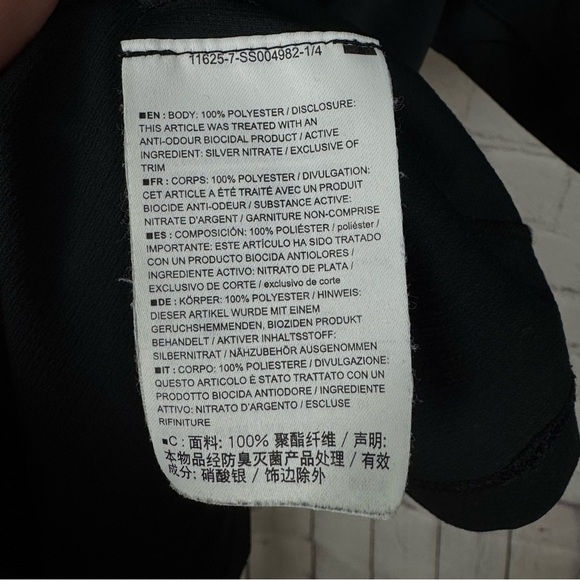 11625-7-SS004982-1/4
■EN : BODY: 100% POLYESTER / DISCLOSURE:
THIS ARTICLE WAS TREATED WITH AN
ANTI-ODOUR BIOCIDAL PRODUCT / ACTIVE
INGREDIENT: SILVER NITRATE / EXCLUSIVE OF
TRIM
■FR : CORPS: 100% POLYESTER / DIVULGATION:
CET ARTICLE A ÉTÉ TRAITÉ AVEC UN PRODUIT
BIOCIDE ANTI-ODEUR / SUBSTANCE ACTIVE:
NITRATE D'ARGENT / GARNITURE NON-COMPRISE
■ES : COMPOSICIÓN: 100% POLIÉSTER / poliéster /
IMPORTANTE: ESTE ARTÍCULO HA SIDO TRATADO
CON UN PRODUCTO BIOCIDA ANTIOLORES /
INGREDIENTE ACTIVO: NITRATO DE PLATA /
EXCLUSIVO DE CORTE / exclusivo de corte
■DE : KÖRPER: 100% POLYESTER / HINWEIS:
DIESER ARTIKEL WURDE MIT EINEM
GERUCHSHEMMENDEN, BIOZIDEN PRODUKT
BEHANDELT / AKTIVER INHALTSSTOFF:
SILBERNITRAT / NÄHZUBEHÖR AUSGENOMMEN
■IT : CORPO: 100% POLIESTERE / DIVULGAZIONE:
QUESTO ARTICOLO È STATO TRATTATO CON UN
PRODOTTO BIOCIDA ANTIODORE / INGREDIENTE
ATTIVO: NITRATO D'ARGENTO / ESCLUSE
RIFINITURE
■C : 面料: 100% 聚酯纤维 / 声明:
本物品经防臭灭菌产品处理 / 有效
成分: 硝酸银 / 饰边除外